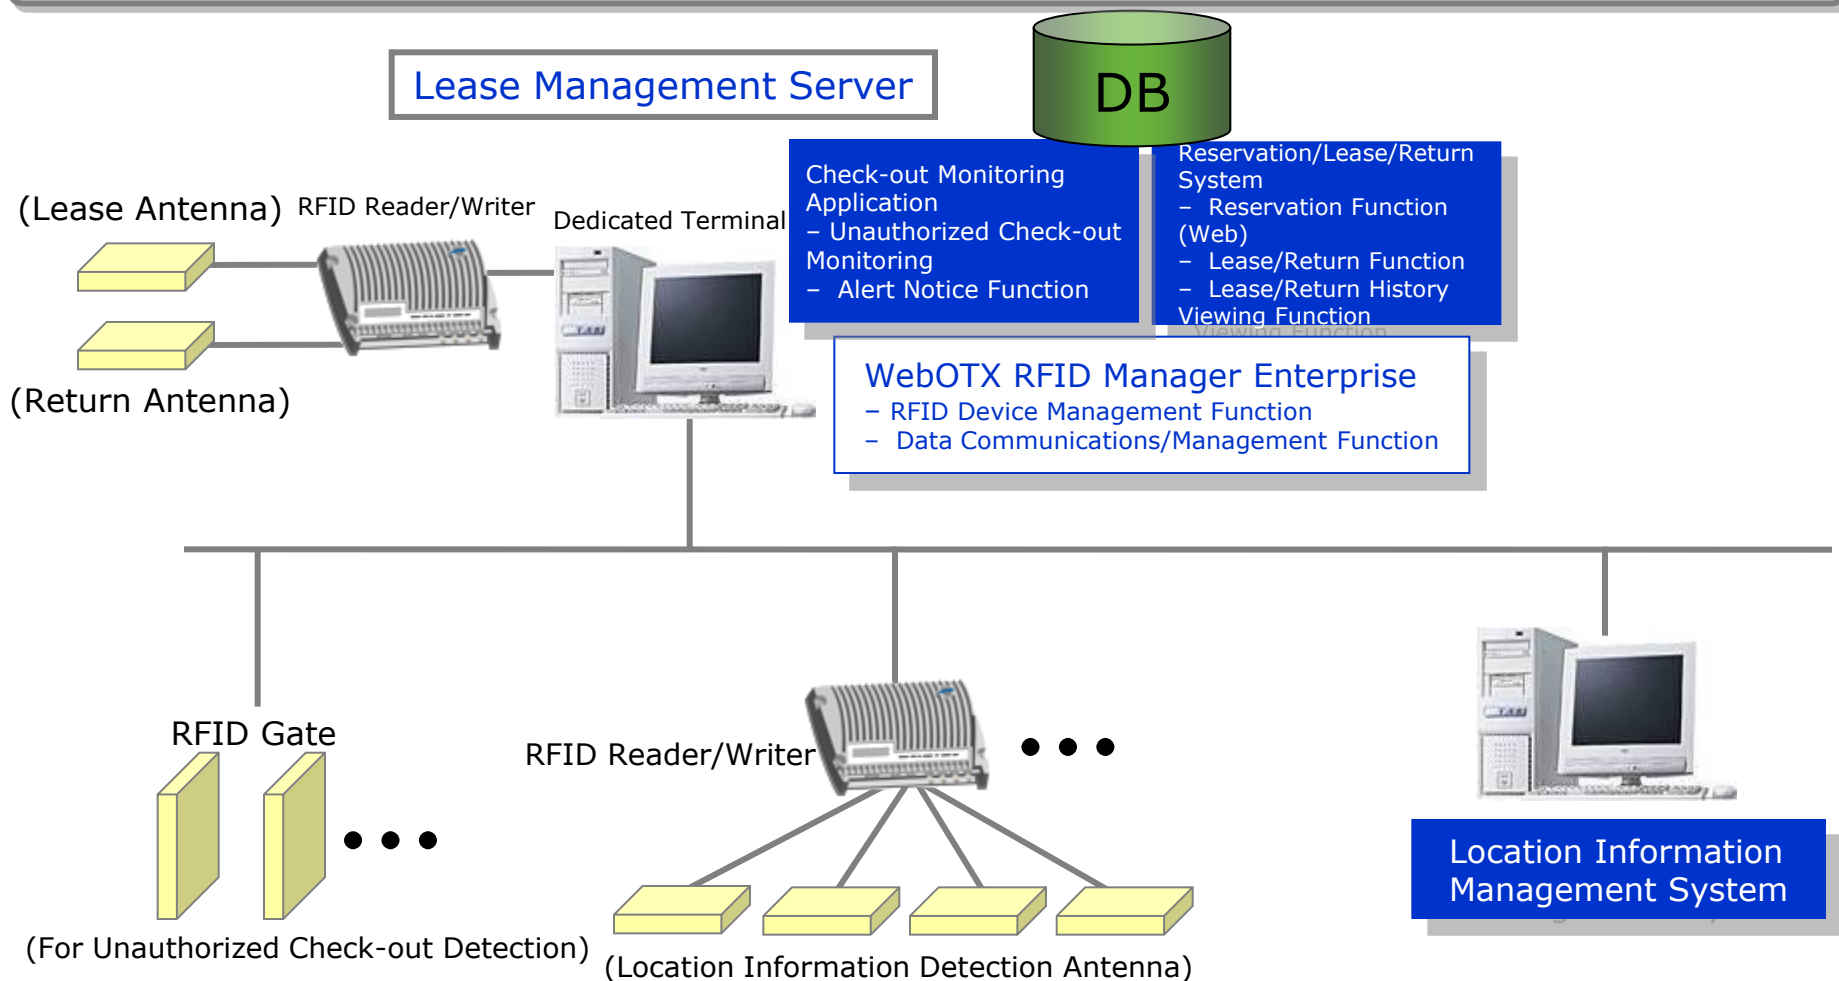 Lease Management Server
DB
(Lease Antenna)
RFID Reader/Writer
Dedicated Terminal
(Return Antenna)
Check-out Monitoring
Application
– Unauthorized Check-out
Monitoring
– Alert Notice Function
Reservation/Lease/Return
System
– Reservation Function
(Web)
– Lease/Return Function
– Lease/Return History
Viewing Function
WebOTX RFID Manager Enterprise
– RFID Device Management Function
– Data Communications/Management Function
RFID Gate
(For Unauthorized Check-out Detection)
RFID Reader/Writer
(Location Information Detection Antenna)
Location Information
Management System